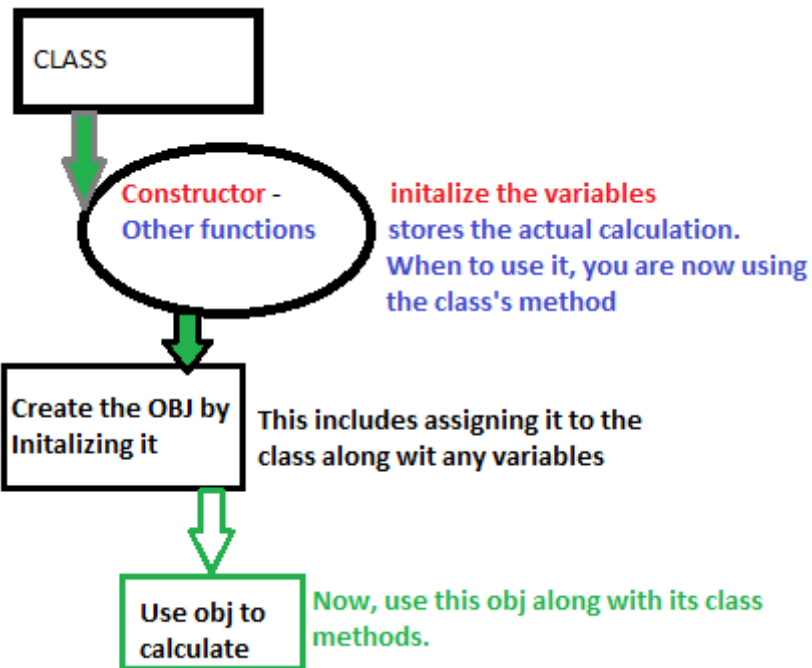 CLASS
Constructor - initalize the variables
Other functions stores the actual calculation.
When to use it, you are now using
the class's method
Create the OBJ by
Initalizing it
This includes assigning it to the
class along wit any variables
Use obj to
calculate
Now, use this obj along with its class
methods.